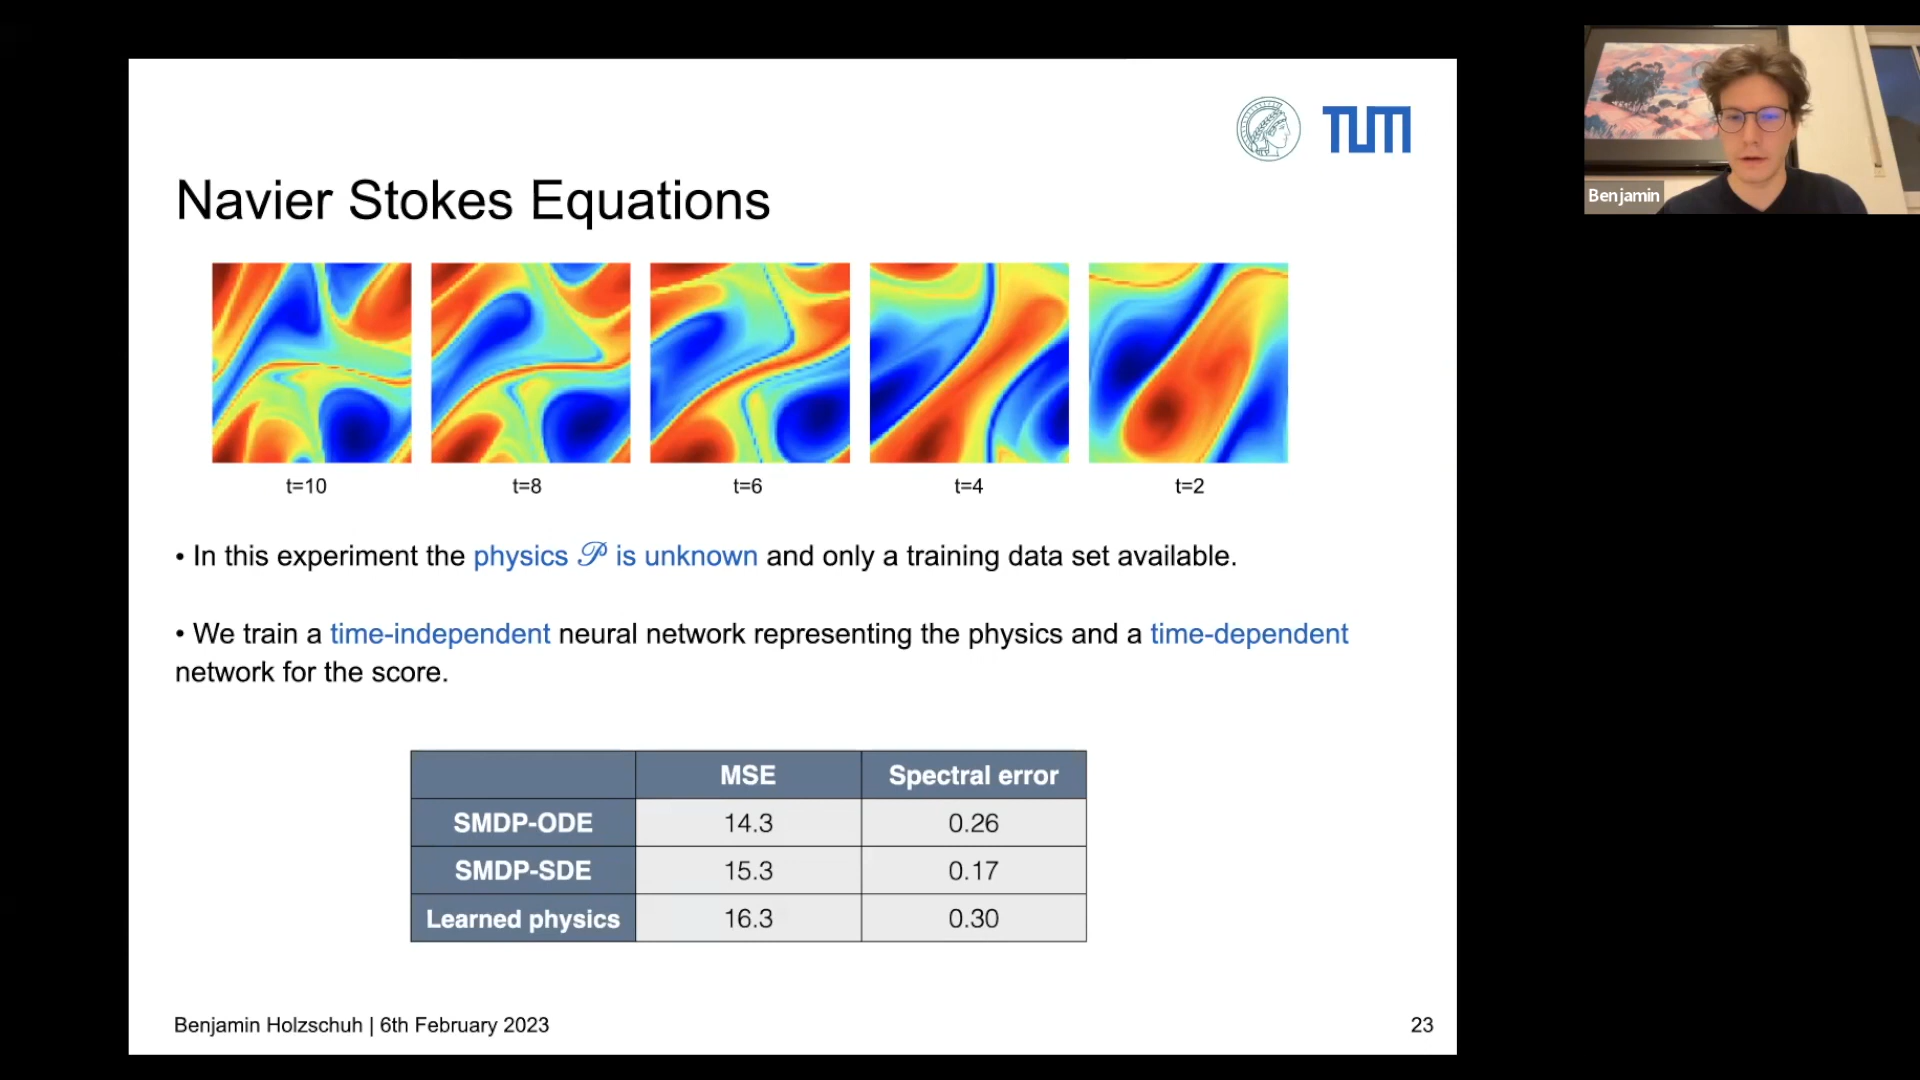 TUM
Benjamin
Navier Stokes Equations
t=10
t=8
t=6
t=4
t=2
• In this experiment the physics 𝒫 is unknown and only a training data set available.
• We train a time-independent neural network representing the physics and a time-dependent
network for the score.
MSE Spectral error
SMDP-ODE 14.3 0.26
SMDP-SDE 15.3 0.17
Learned physics 16.3 0.30
Benjamin Holzschuh | 6th February 2023
23